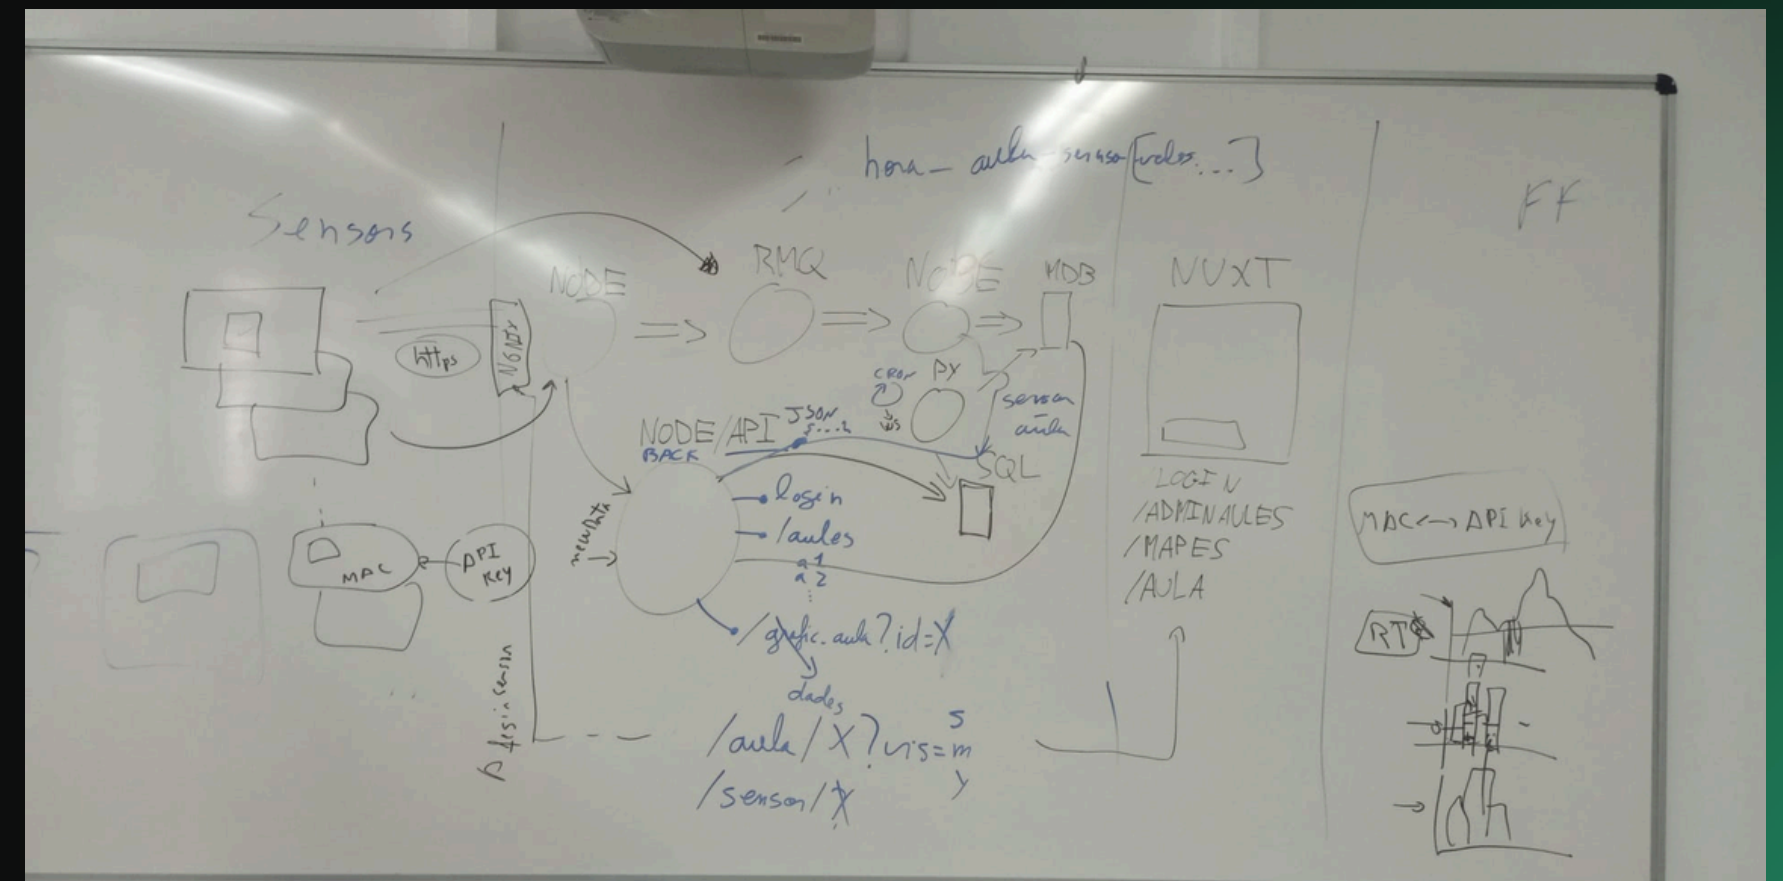 hora - aula - sensor [valors...]
FF
Sensors
NODE
RMQ
NODE
MDB
NUXT
https
NGNIX
CRON
PY
sensor
-
aula
NODE/API
BACK
JSON
SQL
newData
login
/aules
a1
a2
...
LOGIN
/ADMINAULES
/MAPES
/AULA
MAC <-> API Key
MAC
API
Key
/grafic.aula?id=X
dades
RT
/aula/X?vis=
s
m
y
/sensor/X